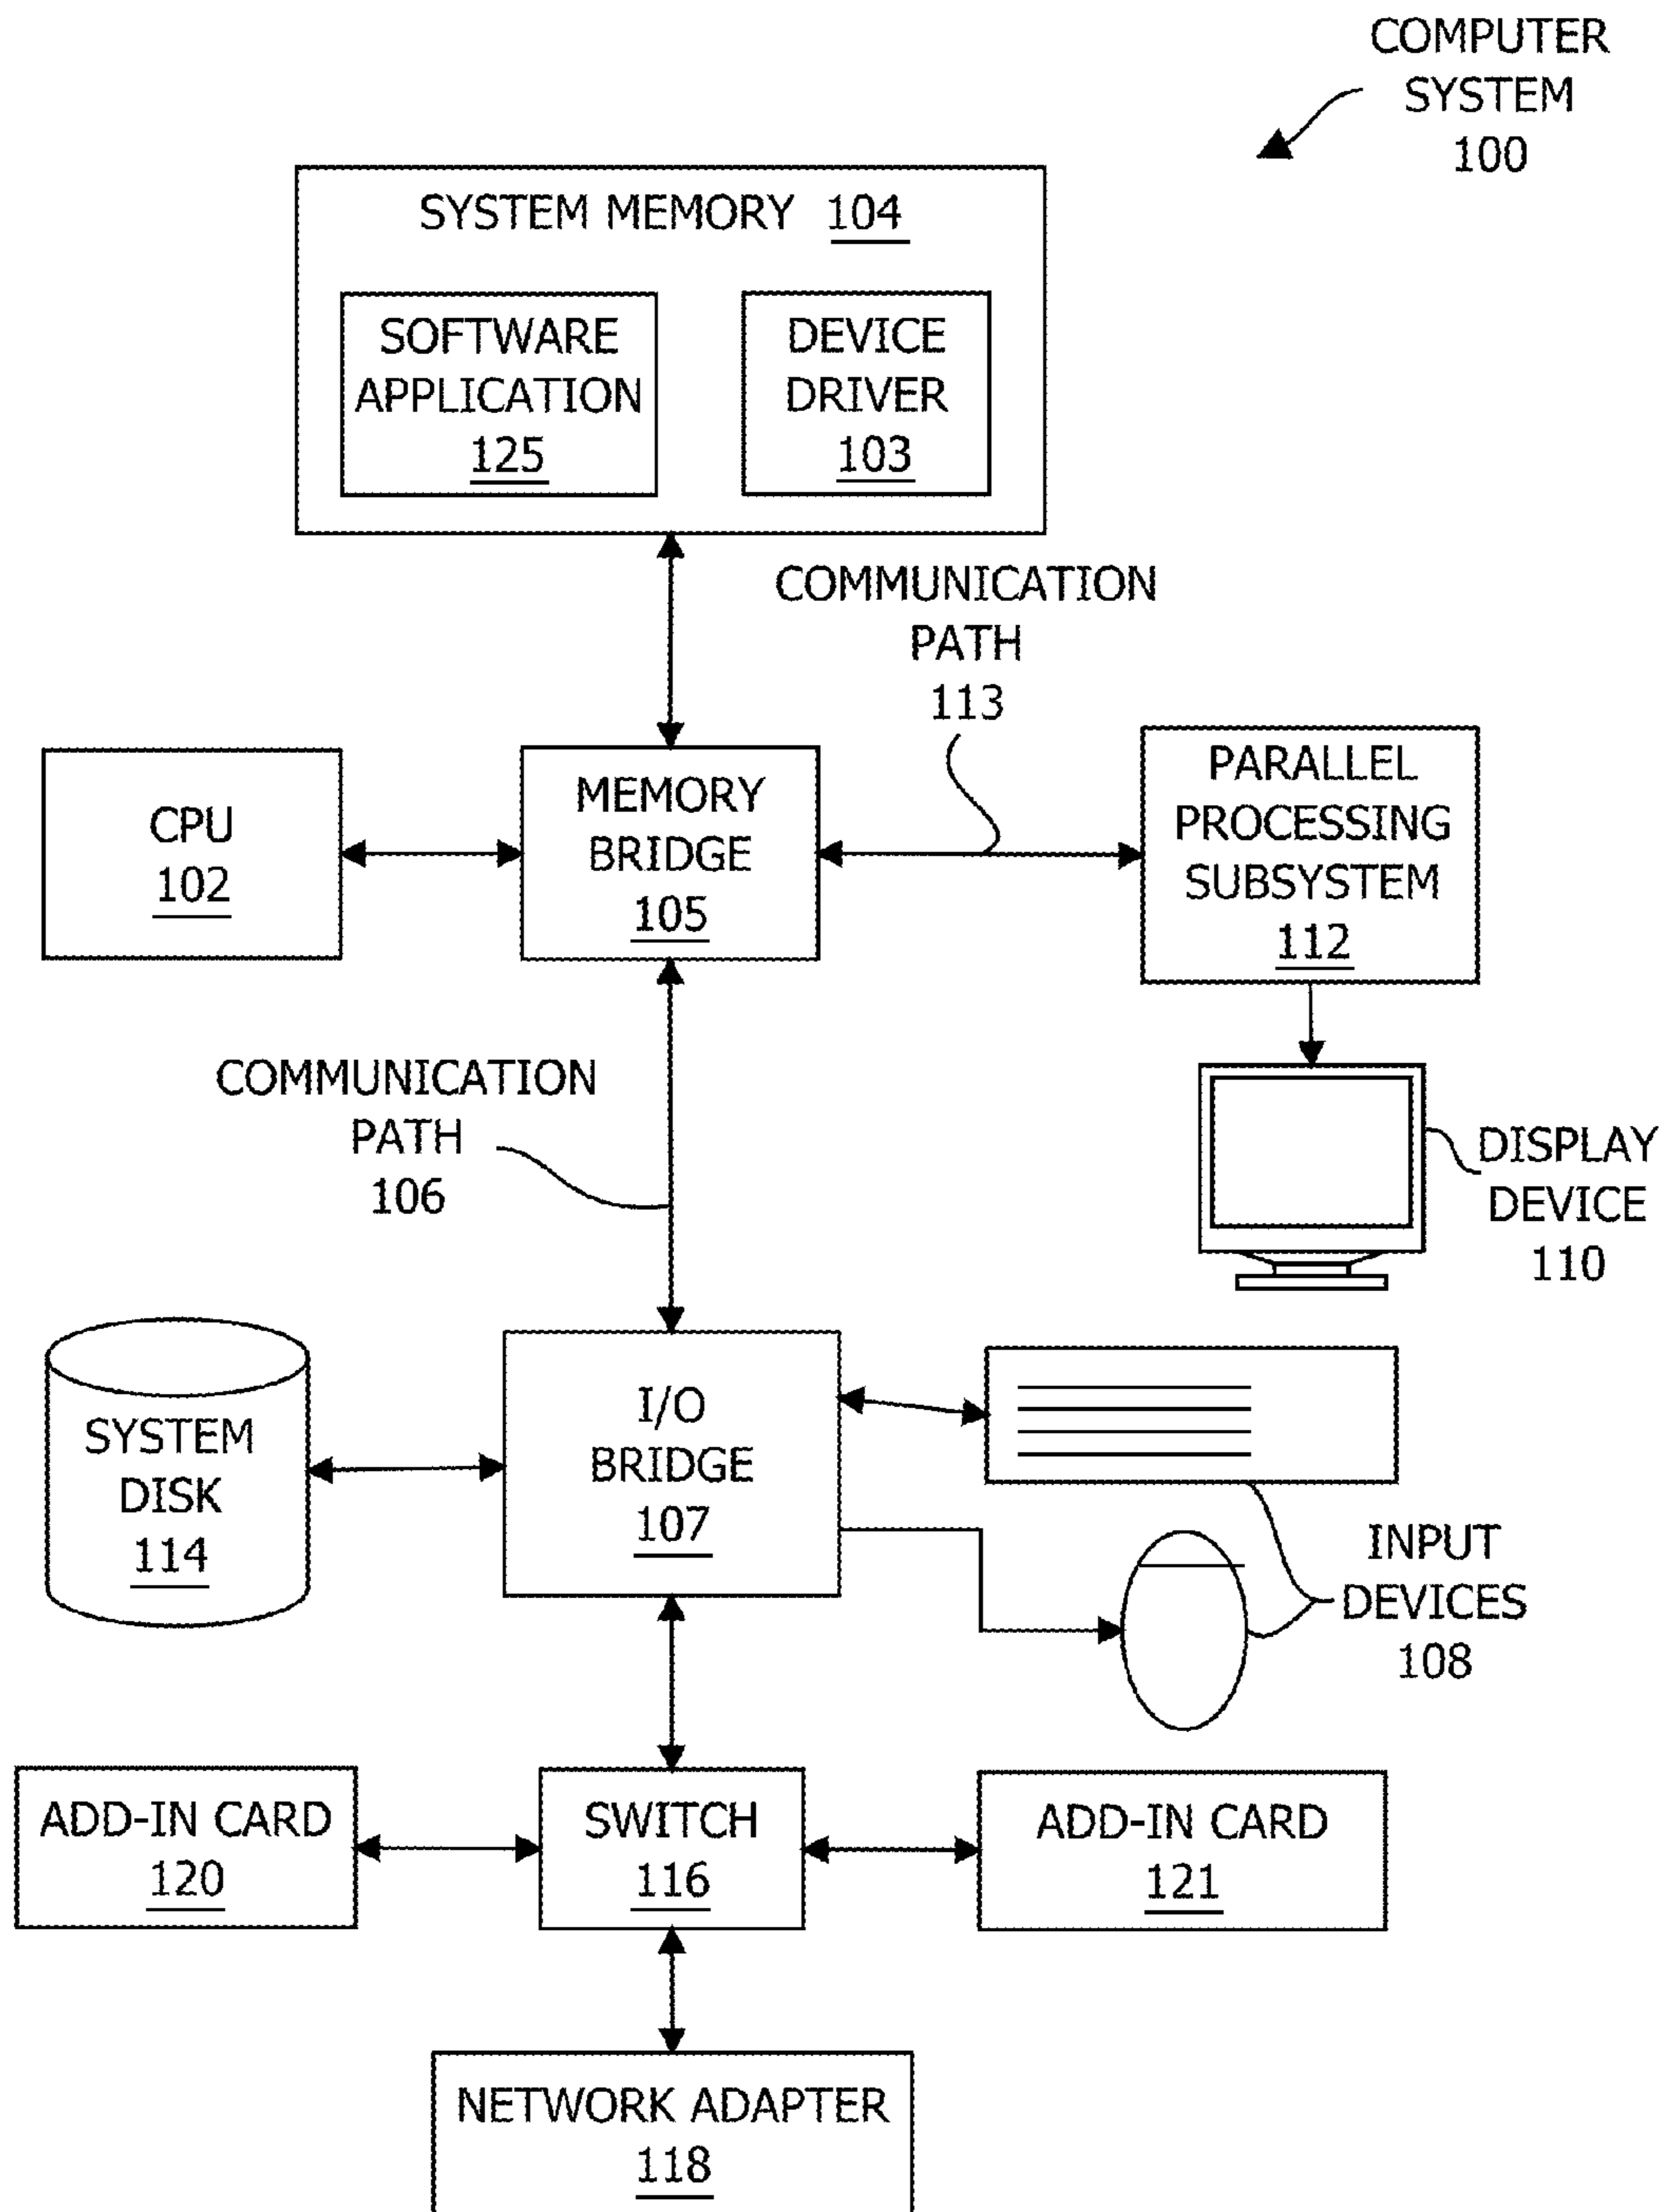 COMPUTER
SYSTEM
100
SYSTEM MEMORY 104
SOFTWARE
APPLICATION
125
DEVICE
DRIVER
103
COMMUNICATION
PATH
113
CPU
102
MEMORY
BRIDGE
105
PARALLEL
PROCESSING
SUBSYSTEM
112
COMMUNICATION
PATH
106
DISPLAY
DEVICE
110
SYSTEM
DISK
114
I/O
BRIDGE
107
INPUT
DEVICES
108
ADD-IN CARD
120
SWITCH
116
ADD-IN CARD
121
NETWORK ADAPTER
118